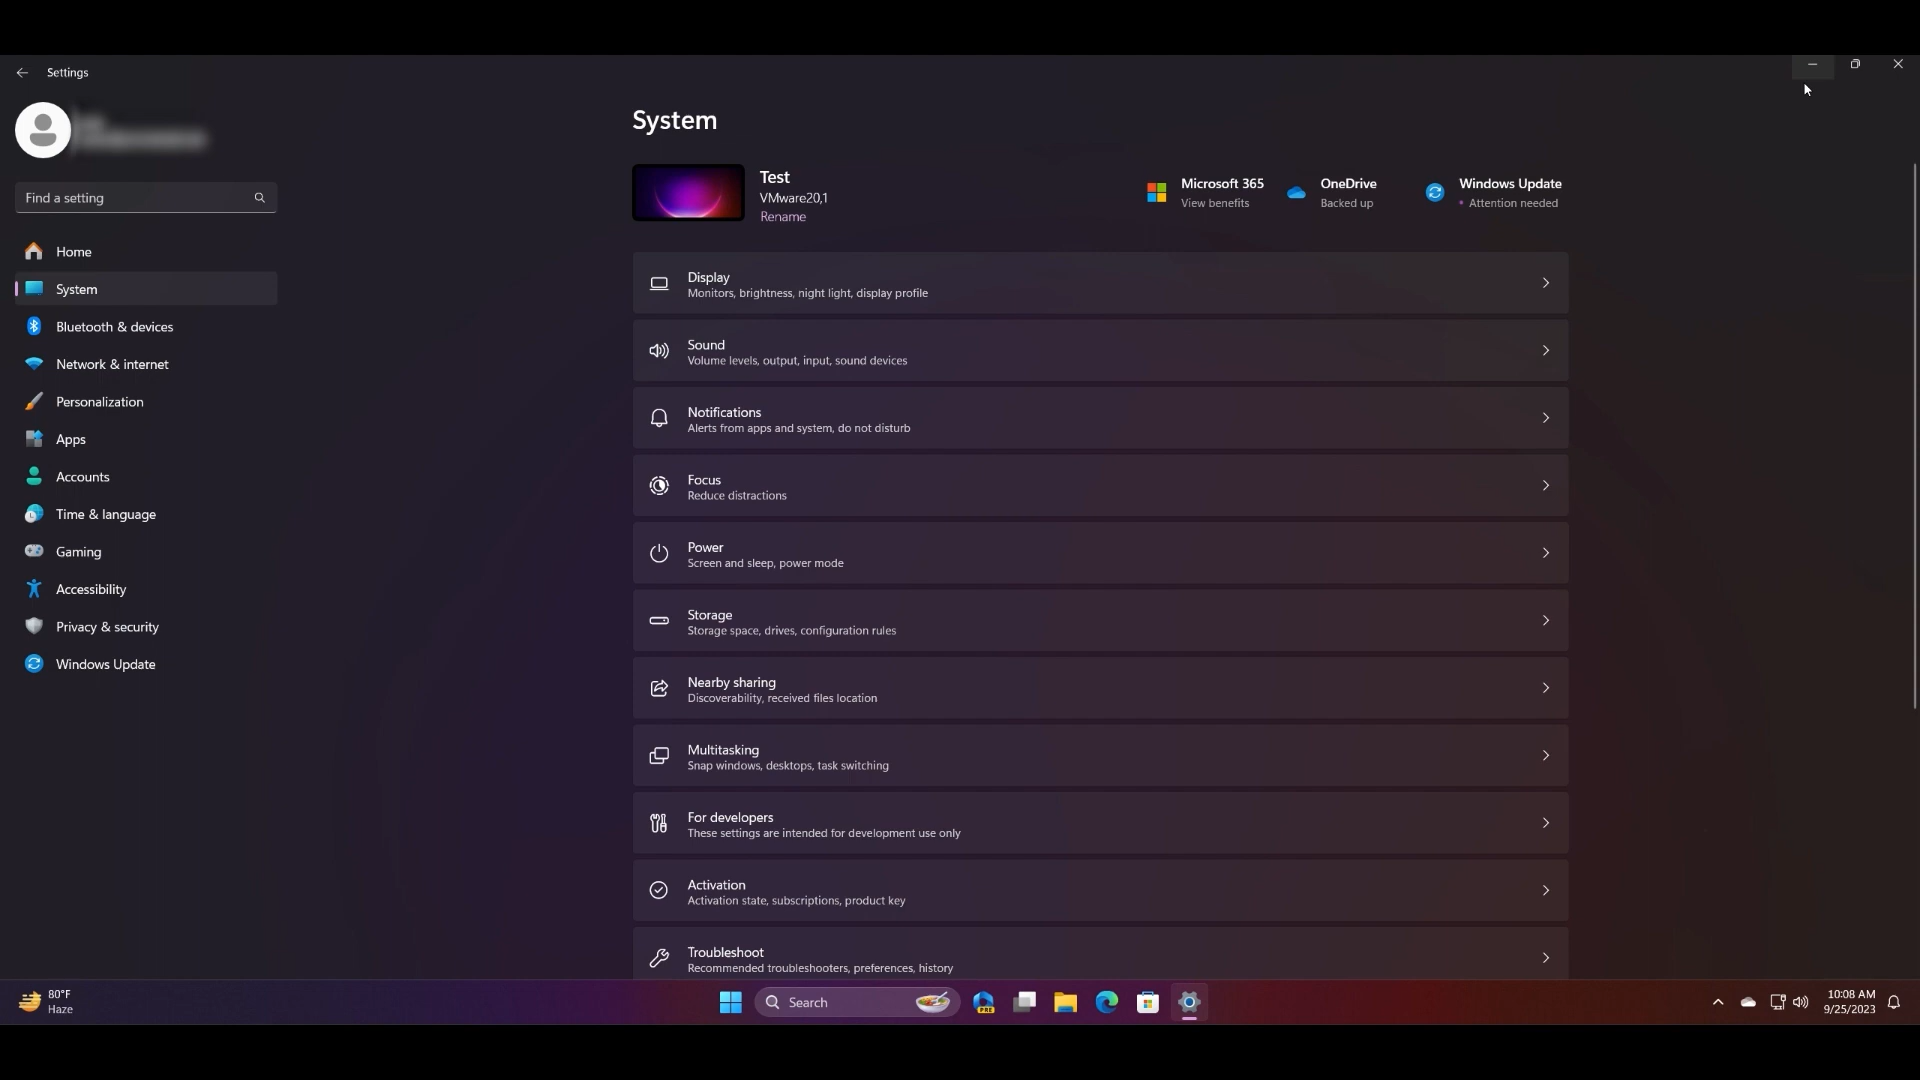 Settings
Find a setting
Home
System
Bluetooth & devices
Network & internet
Personalization
Apps
Accounts
Time & language
Gaming
Accessibility
Privacy & security
Windows Update
System
Test
VMware20,1
Rename
Microsoft 365
View benefits
OneDrive
Backed up
Windows Update
Attention needed
Display
Monitors, brightness, night light, display profile
Sound
Volume levels, output, input, sound devices
Notifications
Alerts from apps and system, do not disturb
Focus
Reduce distractions
Power
Screen and sleep, power mode
Storage
Storage space, drives, configuration rules
Nearby sharing
Discoverability, received files location
Multitasking
Snap windows, desktops, task switching
For developers
These settings are intended for development use only
Activation
Activation state, subscriptions, product key
Troubleshoot
Recommended troubleshooters, preferences, history
80°F
Haze
Search
PRE
10:08 AM
9/25/2023